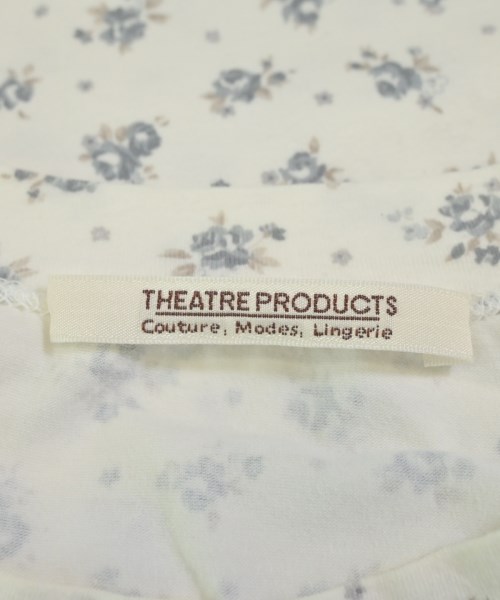 THEATRE PRODUCTS
Couture, Modes, Lingerie